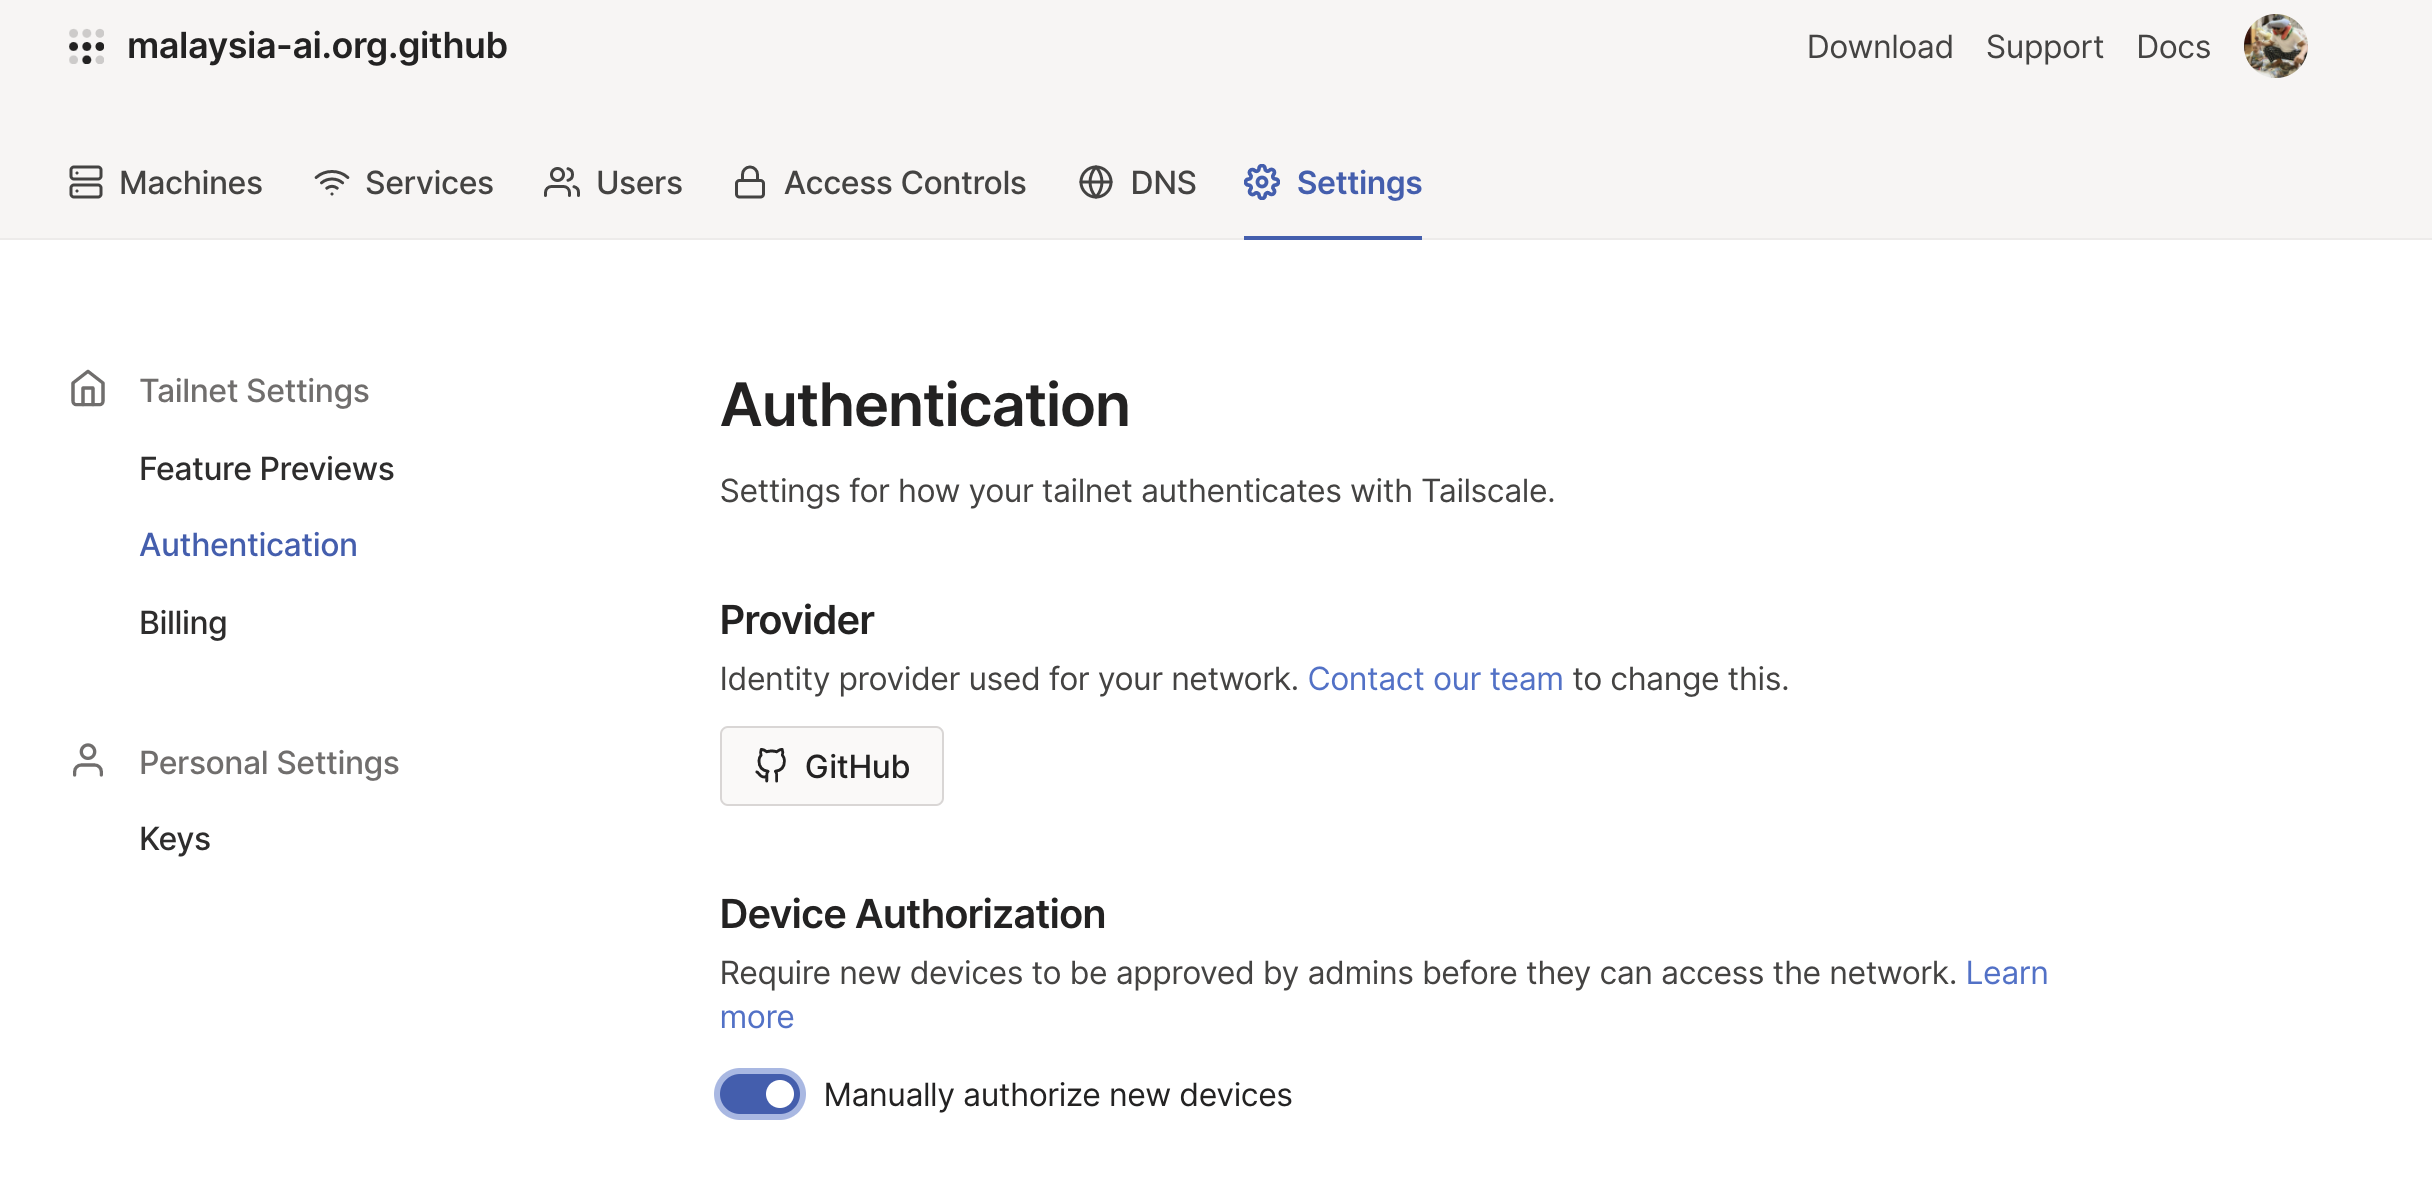 malaysia-ai.org.github
Download Support Docs
Machines Services Users Access Controls DNS Settings
Tailnet Settings
Feature Previews
Authentication
Billing
Personal Settings
Keys
Authentication
Settings for how your tailnet authenticates with Tailscale.
Provider
Identity provider used for your network. Contact our team to change this.
GitHub
Device Authorization
Require new devices to be approved by admins before they can access the network. Learn
more
Manually authorize new devices